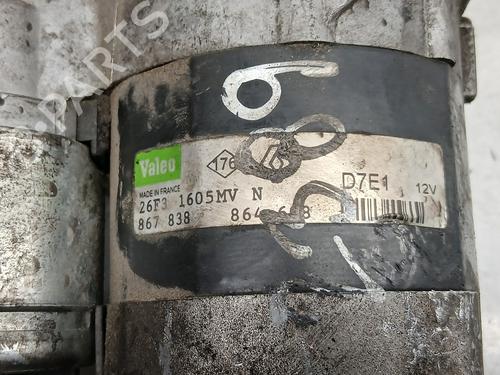 PARTS
Valeo
176
D7E1
12V
MADE IN FRANCE
26F3 1605MV N
867 838